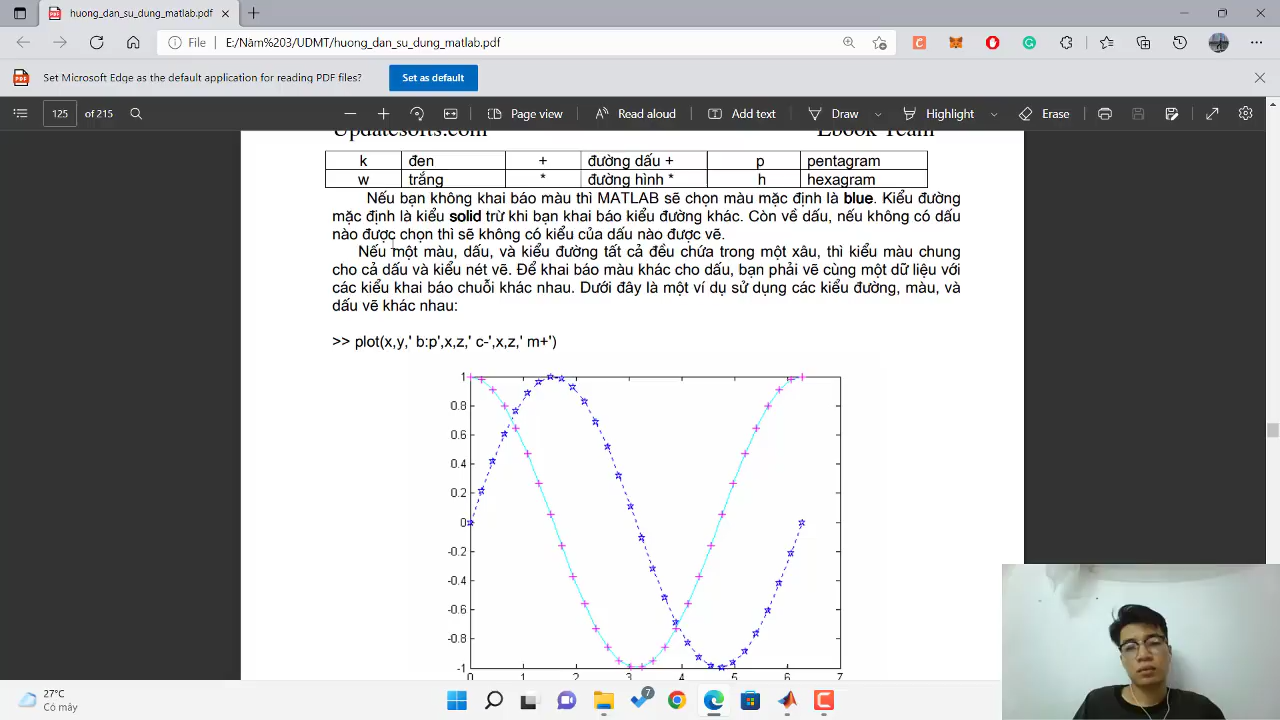 huong_dan_su_dung_matlab.pdf
File
E:/Năm%203/UDMT/huong_dan_su_dung_matlab.pdf
Set Microsoft Edge as the default application for reading PDF files?
Set as default
125 of 215
Page view
Read aloud
Add text
Draw
Highlight
Erase
Updatesofts.com Ebook Team
k đen + đường dấu + p pentagram
w trắng * đường hình * h hexagram
Nếu bạn không khai báo màu thì MATLAB sẽ chọn màu mặc định là blue. Kiểu đường
mặc định là kiểu solid trừ khi bạn khai báo kiểu đường khác. Còn về dấu, nếu không có dấu
nào được chọn thì sẽ không có kiểu của dấu nào được vẽ.
Nếu một màu, dấu, và kiểu đường tất cả đều chứa trong một xâu, thì kiểu màu chung
cho cả dấu và kiểu nét vẽ. Để khai báo màu khác cho dấu, bạn phải vẽ cùng một dữ liệu với
các kiểu khai báo chuỗi khác nhau. Dưới đây là một ví dụ sử dụng các kiểu đường, màu, và
dấu vẽ khác nhau:
>> plot(x,y,' b:p',x,z,' c-',x,z,' m+')
1
0.8
0.6
0.4
0.2
0
-0.2
-0.4
-0.6
-0.8
-1
0 1 2 3 4 5 6 7
27°C
Có mây
7